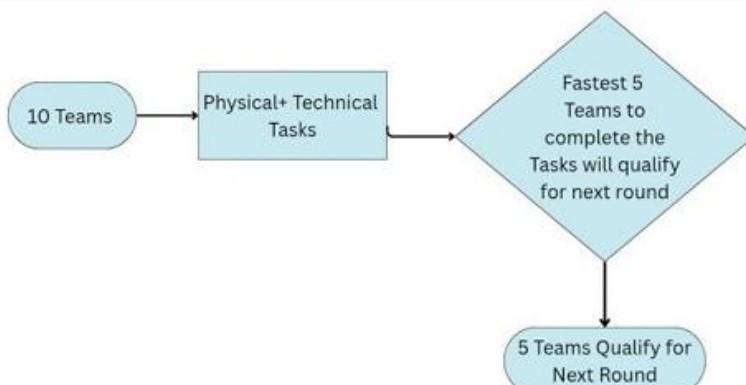 10 Teams
Physical+ Technical
Tasks
Fastest 5
Teams to
complete the
Tasks will qualify
for next round
5 Teams Qualify for
Next Round